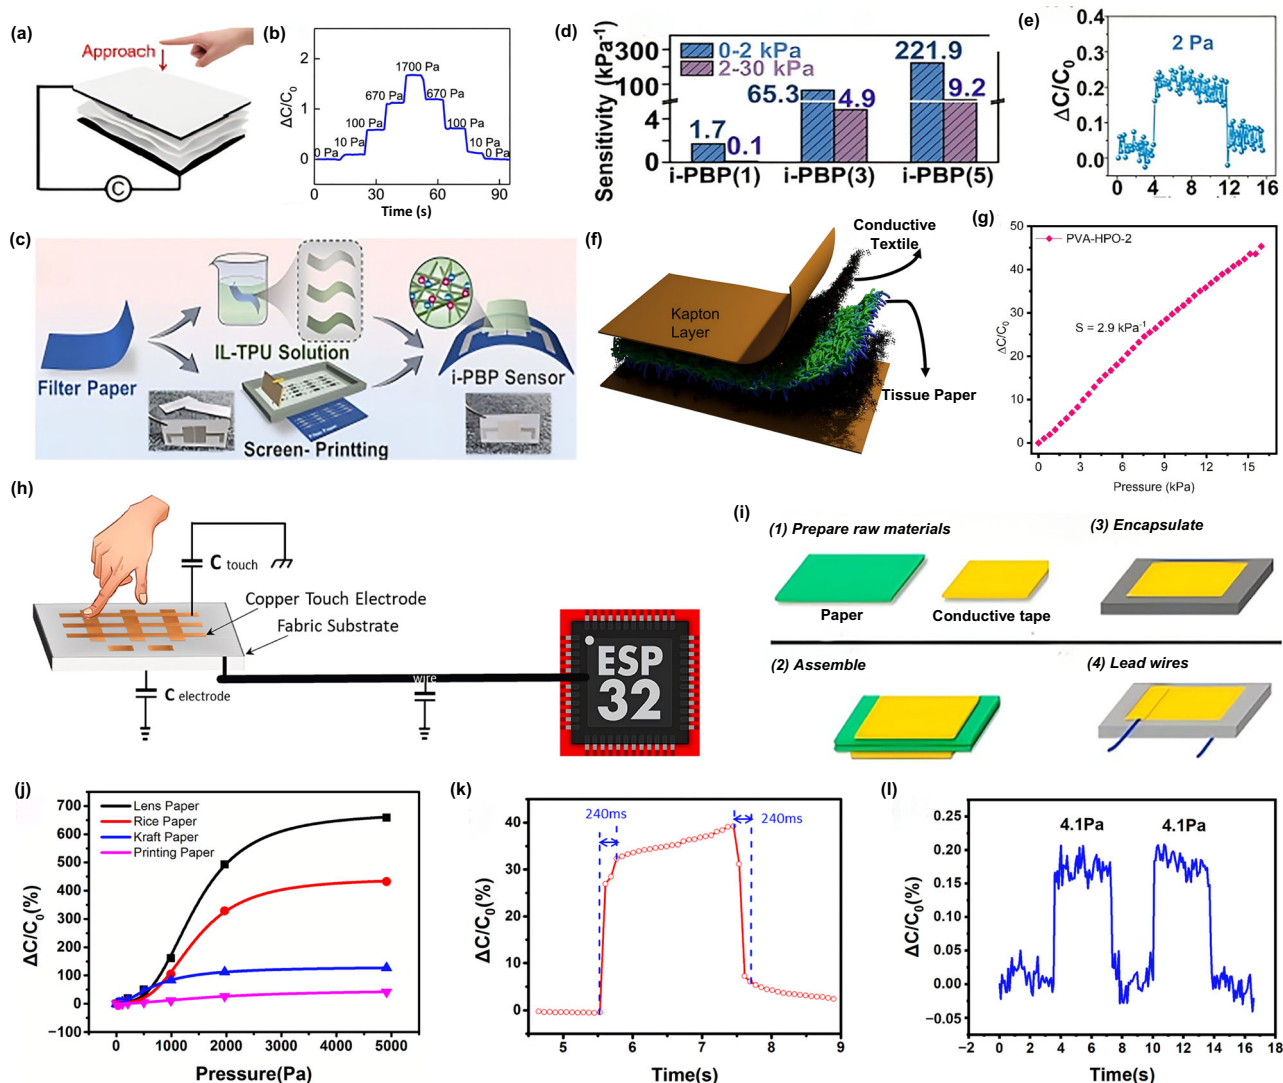 (a)
Approach
C
(b)
ΔC/C₀
2
1
0
0 Pa
10 Pa
100 Pa
670 Pa
1700 Pa
670 Pa
100 Pa
10 Pa
0 Pa
0
30
60
90
Time (s)
(d)
Sensitivity (kPa⁻¹)
300
100
4
0
0-2 kPa
2-30 kPa
1.7
0.1
65.3
4.9
221.9
9.2
i-PBP(1)
i-PBP(3)
i-PBP(5)
(e)
ΔC/C₀
0.4
0.3
0.2
0.1
0.0
2 Pa
0
4
8
12
16
(c)
Filter Paper
IL-TPU Solution
Screen- Printting
i-PBP Sensor
(f)
Kapton
Layer
Conductive
Textile
Tissue Paper
(g)
ΔC/C₀
50
40
30
20
10
0
PVA-HPO-2
S = 2.9 kPa⁻¹
0
3
6
9
12
15
Pressure (kPa)
(h)
C touch
Copper Touch Electrode
Fabric Substrate
C electrode
wire
ESP
32
(i)
(1) Prepare raw materials
Paper
Conductive tape
(3) Encapsulate
(2) Assemble
(4) Lead wires
(j)
ΔC/C₀(%)
700
600
500
400
300
200
100
0
−100
Lens Paper
Rice Paper
Kraft Paper
Printing Paper
0
1000
2000
3000
4000
5000
Pressure(Pa)
(k)
ΔC/C₀(%)
40
30
20
10
0
240ms
240ms
5
6
7
8
9
Time(s)
(l)
ΔC/C₀(%)
0.25
0.20
0.15
0.10
0.05
0.00
−0.05
4.1Pa
4.1Pa
−2
0
2
4
6
8
10
12
14
16
18
Time(s)